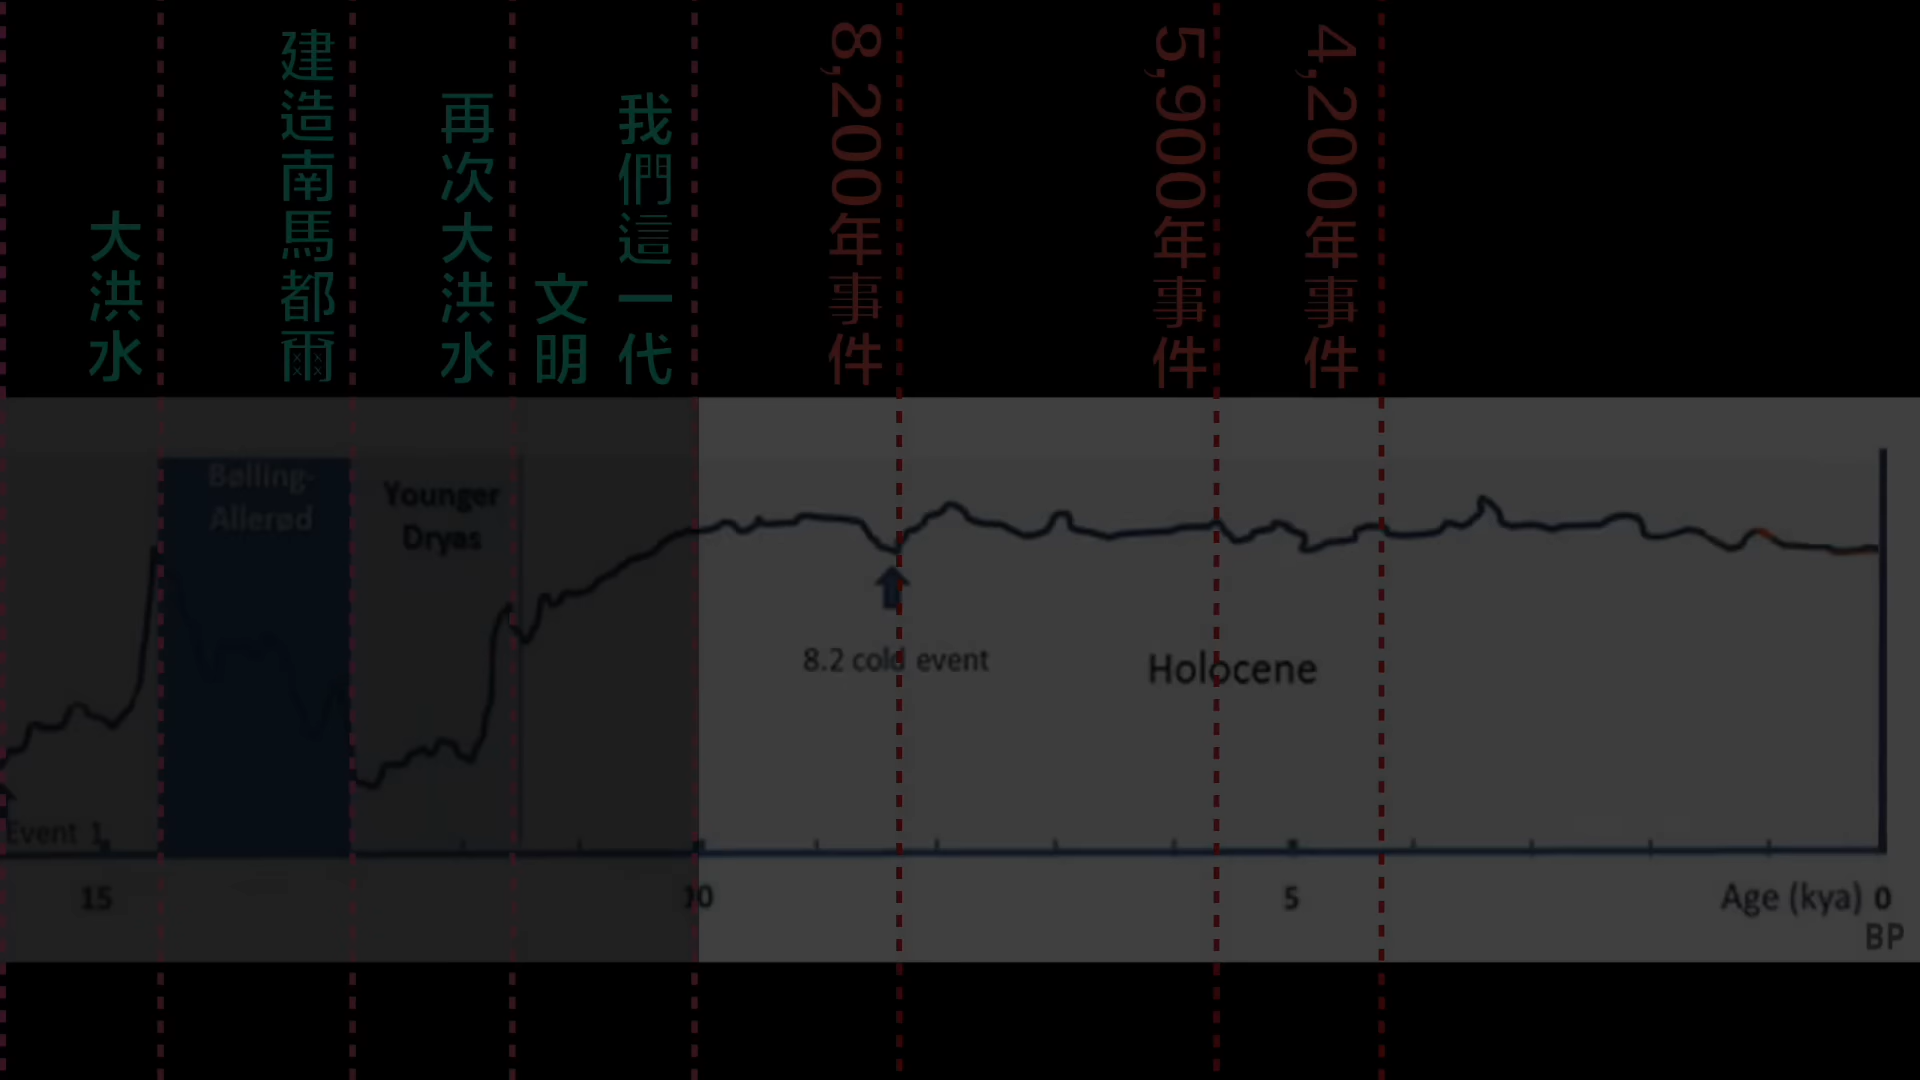 大洪水
建造南馬都爾
再次大洪水
我們這一代
文明
8,200年事件
5,900年事件
4,200年事件
Bølling-
Allerød
Younger
Dryas
8.2 cold event
Holocene
Event 1
15
10
5
Age (kya) 0
BP